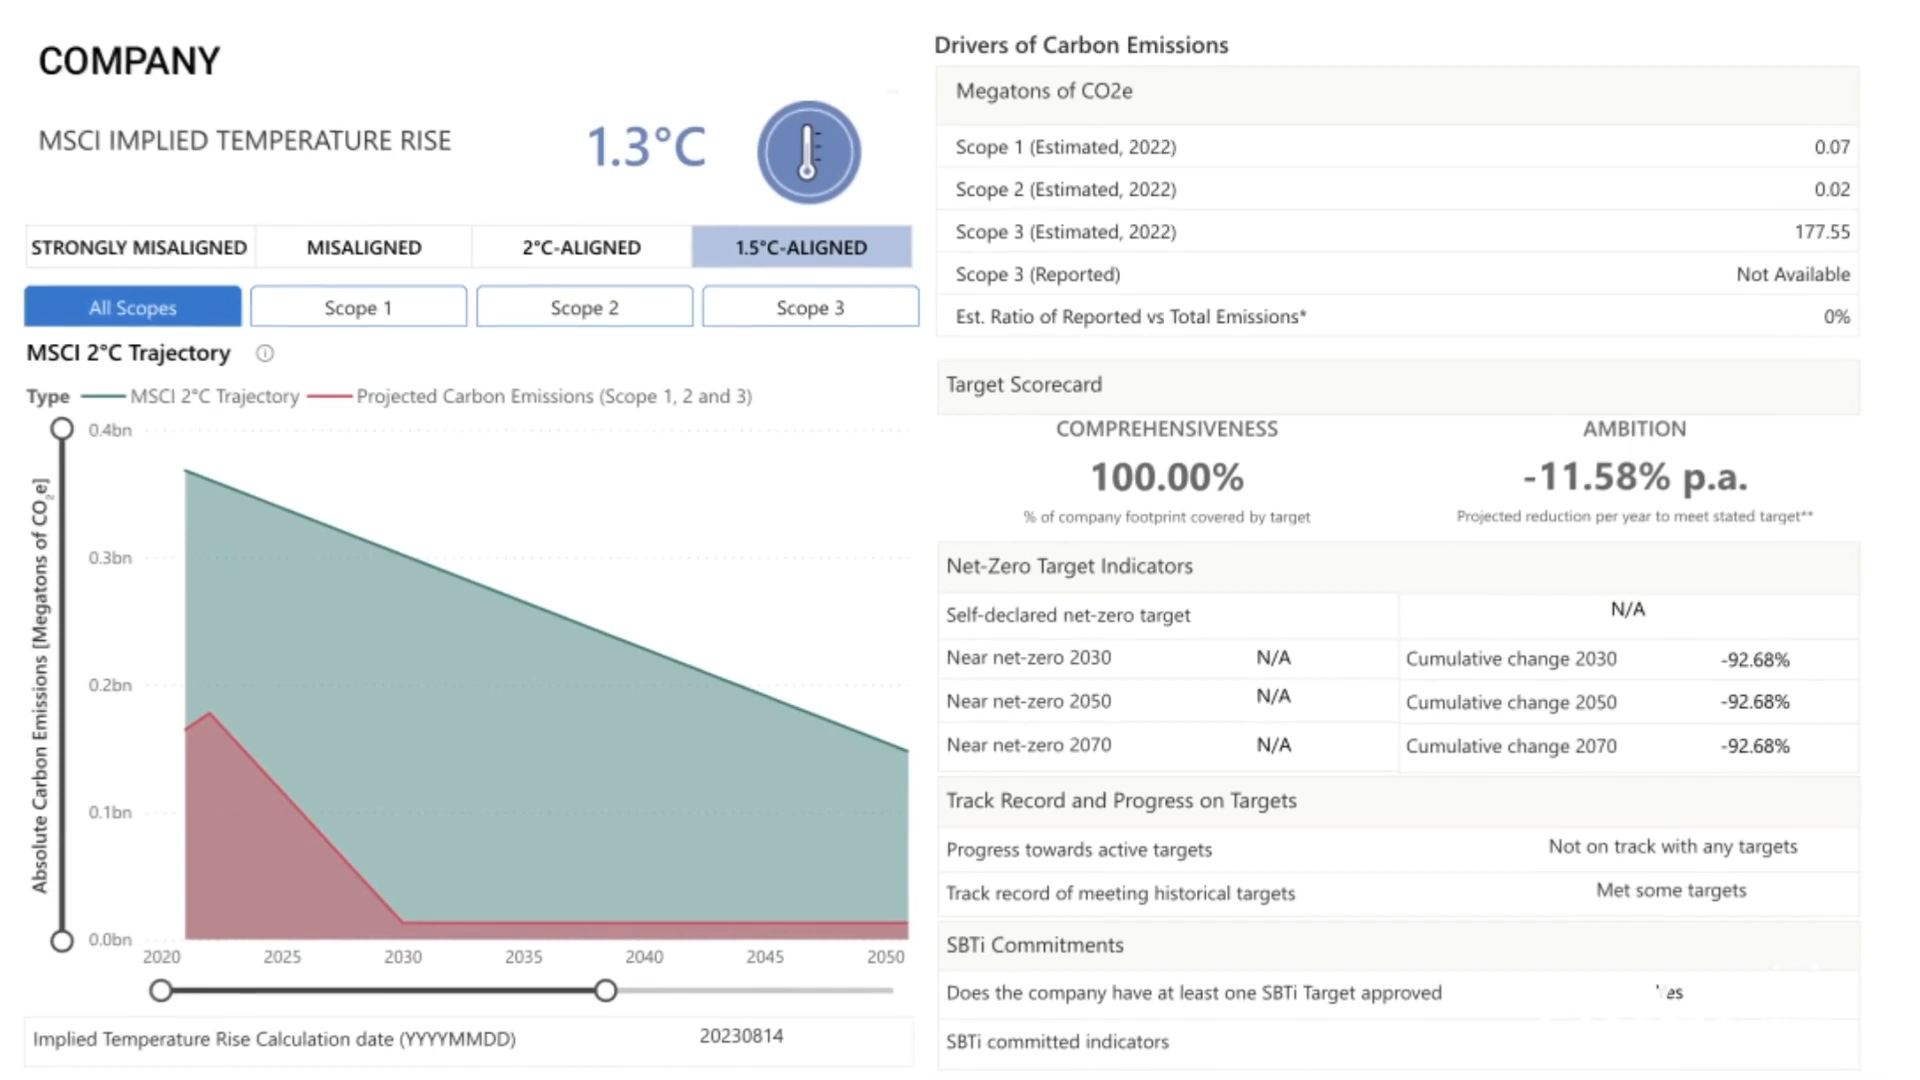 COMPANY
MSCI IMPLIED TEMPERATURE RISE
1.3°C
STRONGLY MISALIGNED MISALIGNED 2°C-ALIGNED 1.5°C-ALIGNED
All Scopes Scope 1 Scope 2 Scope 3
MSCI 2°C Trajectory
Type MSCI 2°C Trajectory Projected Carbon Emissions (Scope 1, 2 and 3)
Absolute Carbon Emissions [Megatons of CO₂e]
0.4bn
0.3bn
0.2bn
0.1bn
0.0bn
2020 2025 2030 2035 2040 2045 2050
Implied Temperature Rise Calculation date (YYYYMMDD) 20230814
Drivers of Carbon Emissions
Megatons of CO2e
Scope 1 (Estimated, 2022) 0.07
Scope 2 (Estimated, 2022) 0.02
Scope 3 (Estimated, 2022) 177.55
Scope 3 (Reported) Not Available
Est. Ratio of Reported vs Total Emissions* 0%
Target Scorecard
COMPREHENSIVENESS AMBITION
100.00% -11.58% p.a.
% of company footprint covered by target Projected reduction per year to meet stated target**
Net-Zero Target Indicators
Self-declared net-zero target N/A
Near net-zero 2030 N/A Cumulative change 2030 -92.68%
Near net-zero 2050 N/A Cumulative change 2050 -92.68%
Near net-zero 2070 N/A Cumulative change 2070 -92.68%
Track Record and Progress on Targets
Progress towards active targets Not on track with any targets
Track record of meeting historical targets Met some targets
SBTi Commitments
Does the company have at least one SBTi Target approved Yes
SBTi committed indicators